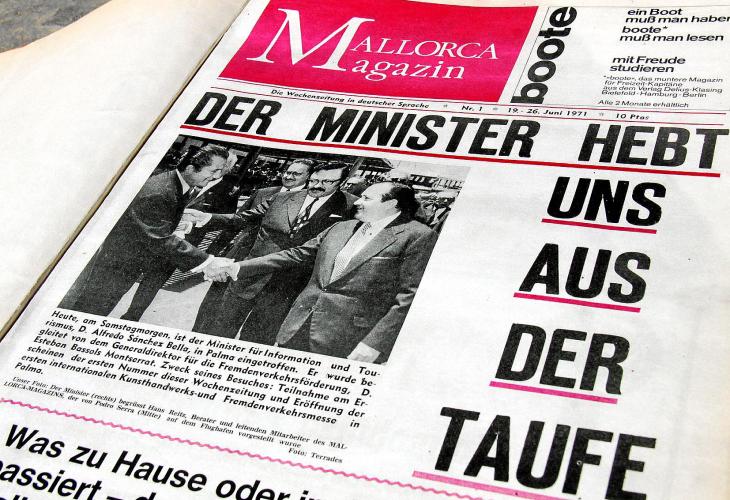 MALLORCA
Magazin
boote
ein Boot
muß man haben
boote*
muß man lesen
mit Freude
studieren
*»boote«, das muntere Magazin
für Freizeit-Kapitäne
aus dem Verlag Delius-Klasing
Bielefeld-Hamburg-Berlin
Alle 2 Monate erhältlich
Die Wochenzeitung in deutscher Sprache ☆ Nr. 1 ☆ 19.-26. Juni 1971 ☆ 10 Ptas
DER MINISTER HEBT
UNS
AUS
DER
TAUFE
Heute, am Samstagmorgen, ist der Minister für Information und Tou-
rismus, D. Alfredo Sánchez Bella, in Palma eingetroffen. Er wurde be-
gleitet von dem Generaldirektor für die Fremdenverkehrsförderung, D.
Esteban Bassols Montserrat. Zweck seines Besuches: Teilnahme am Er-
scheinen der ersten Nummer dieser Wochenzeitung und Eröffnung der
ersten internationalen Kunsthandwerks-und Fremdenverkehrsmesse in
Palma.
Unser Foto: Der Minister (rechts) begrüsst Hans Reitz, Berater und leitenden Mitarbeiter des MAL-
LORCA-MAGAZINS, der von Pedro Serra (Mitte) auf dem Flughafen vorgestellt wurde
Foto: Terrades
Was zu Hause oder
passiert